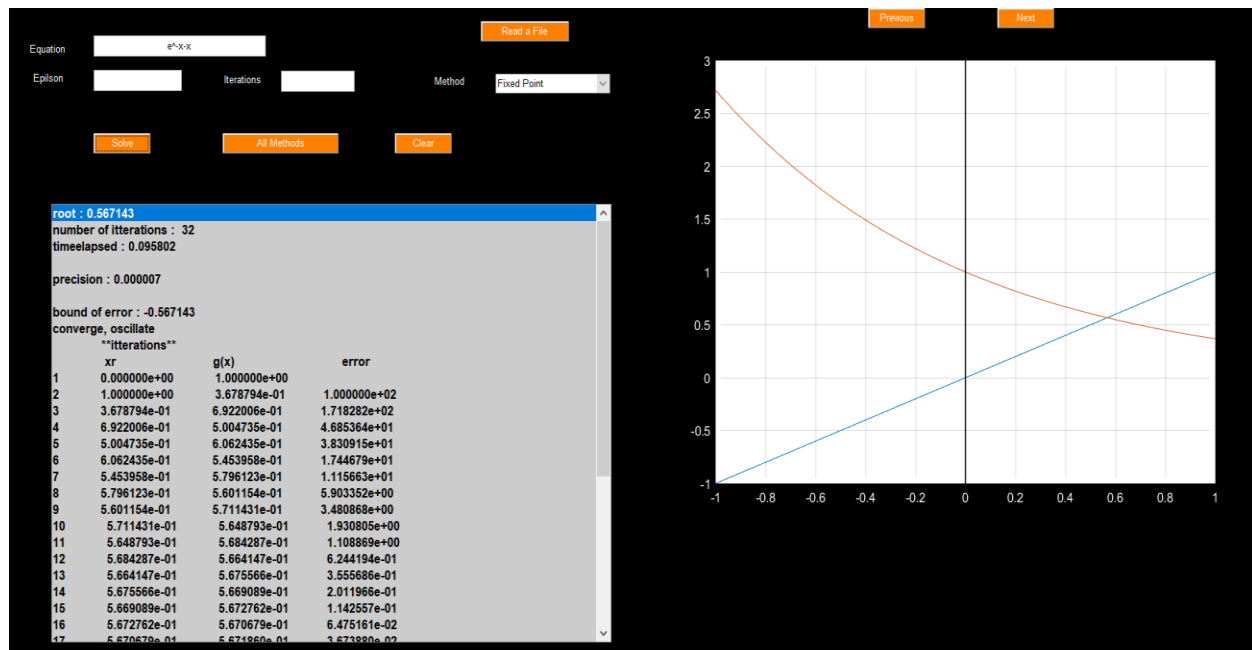 Read a File
Equation e^-x-x
Epilson Iterations Method Fixed Point
Solve All Methods Clear
root : 0.567143
number of itterations : 32
timeelapsed : 0.095802
precision : 0.000007
bound of error : -0.567143
converge, oscillate
**itterations**
xr g(x) error
1 0.000000e+00 1.000000e+00
2 1.000000e+00 3.678794e-01 1.000000e+02
3 3.678794e-01 6.922006e-01 1.718282e+02
4 6.922006e-01 5.004735e-01 4.685364e+01
5 5.004735e-01 6.062435e-01 3.830915e+01
6 6.062435e-01 5.453958e-01 1.744679e+01
7 5.453958e-01 5.796123e-01 1.115663e+01
8 5.796123e-01 5.601154e-01 5.903352e+00
9 5.601154e-01 5.711431e-01 3.480868e+00
10 5.711431e-01 5.648793e-01 1.930805e+00
11 5.648793e-01 5.684287e-01 1.108869e+00
12 5.684287e-01 5.664147e-01 6.244194e-01
13 5.664147e-01 5.675566e-01 3.555686e-01
14 5.675566e-01 5.669089e-01 2.011966e-01
15 5.669089e-01 5.672762e-01 1.142557e-01
16 5.672762e-01 5.670679e-01 6.475161e-02
17 5.670679e-01 5.671860e-01 3.673880e-02
Previous Next
3
2.5
2
1.5
1
0.5
0
-0.5
-1
-1 -0.8 -0.6 -0.4 -0.2 0 0.2 0.4 0.6 0.8 1